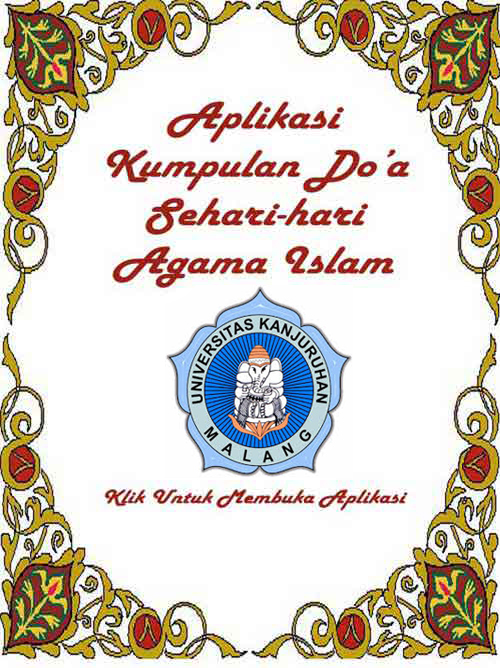 Aplikasi
Kumpulan Do'a
Sehari-hari
Agama Islam
UNIVERSITAS KANJURUHAN
MALANG
Klik Untuk Membuka Aplikasi